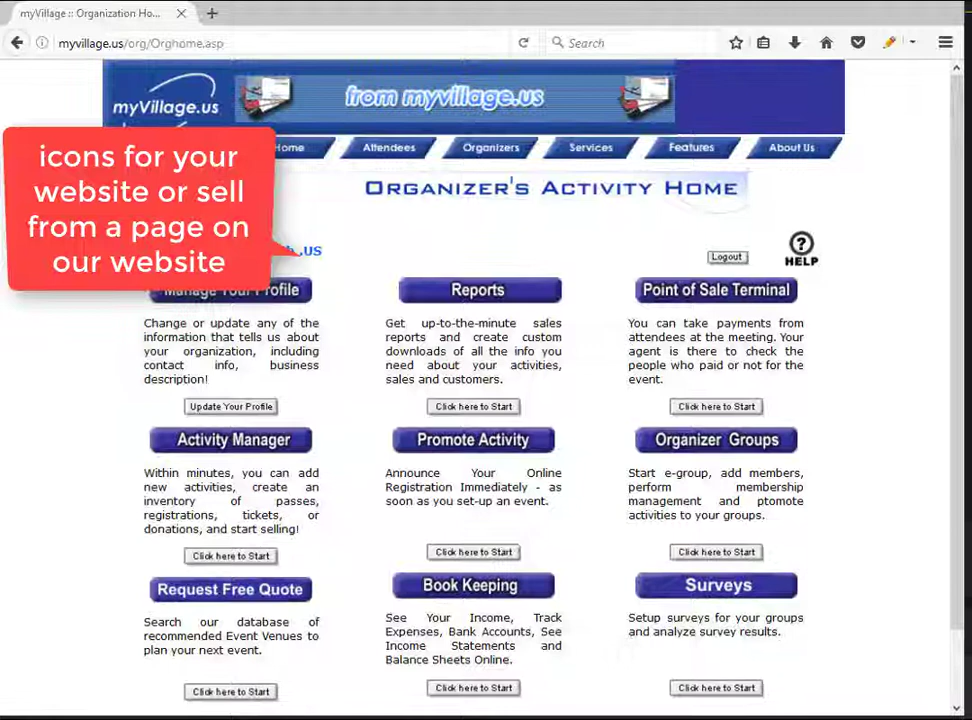 myVillage :: Organization Ho...
myvillage.us/org/Orghome.asp
Search
myVillage.us
from myvillage.us
Home
Attendees
Organizers
Services
Features
About Us
icons for your
website or sell
from a page on
our website
Organizer's Activity Home
.US
Logout
HELP
Manage Your Profile
Change or update any of the
information that tells us about
your organization, including
contact info, business
description!
Update Your Profile
Reports
Get up-to-the-minute sales
reports and create custom
downloads of all the info you
need about your activities,
sales and customers.
Click here to Start
Point of Sale Terminal
You can take payments from
attendees at the meeting. Your
agent is there to check the
people who paid or not for the
event.
Click here to Start
Activity Manager
Within minutes, you can add
new activities, create an
inventory of passes,
registrations, tickets, or
donations, and start selling!
Click here to Start
Promote Activity
Announce Your Online
Registration Immediately - as
soon as you set-up an event.
Click here to Start
Organizer Groups
Start e-group, add members,
perform membership
management and ptomote
activities to your groups.
Click here to Start
Request Free Quote
Search our database of
recommended Event Venues to
plan your next event.
Click here to Start
Book Keeping
See Your Income, Track
Expenses, Bank Accounts, See
Income Statements and
Balance Sheets Online.
Click here to Start
Surveys
Setup surveys for your groups
and analyze survey results.
Click here to Start